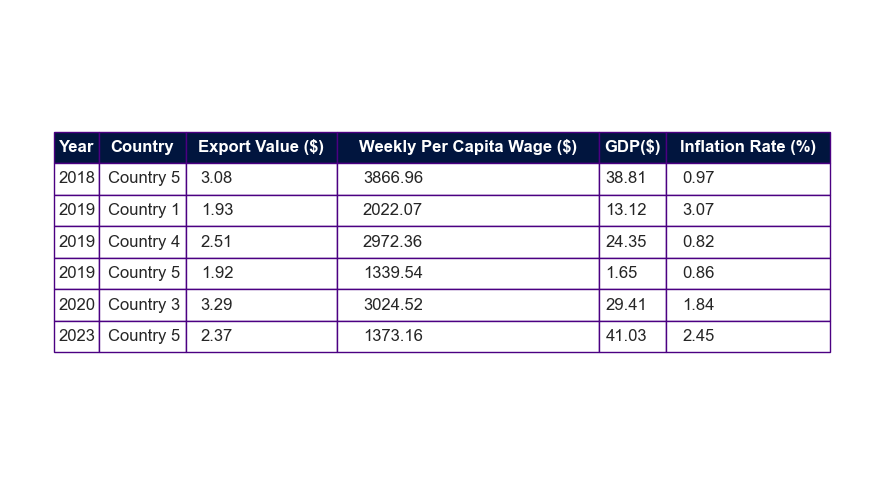 Year Country Export Value ($) Weekly Per Capita Wage ($) GDP($) Inflation Rate (%)
2018 Country 5 3.08 3866.96 38.81 0.97
2019 Country 1 1.93 2022.07 13.12 3.07
2019 Country 4 2.51 2972.36 24.35 0.82
2019 Country 5 1.92 1339.54 1.65 0.86
2020 Country 3 3.29 3024.52 29.41 1.84
2023 Country 5 2.37 1373.16 41.03 2.45